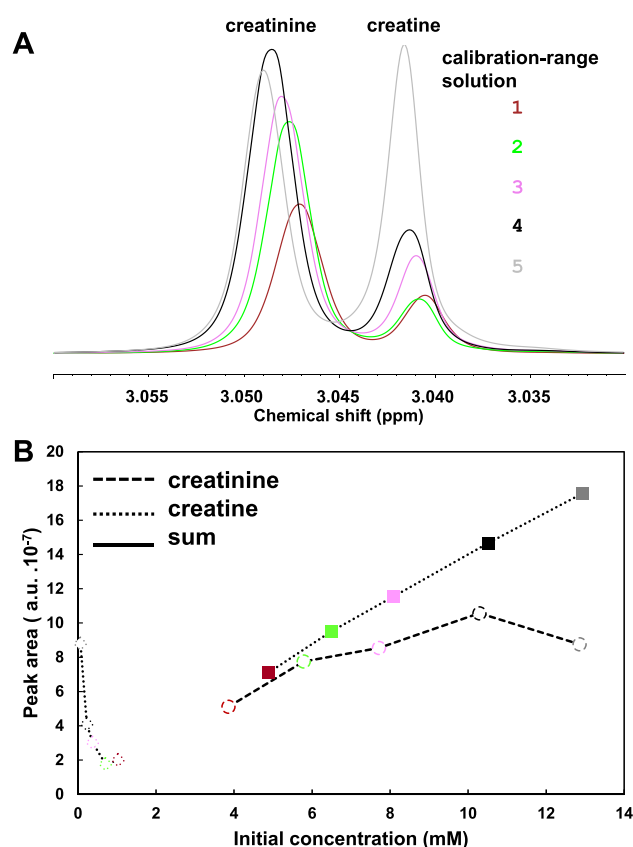 A
creatinine creatine
calibration-range
solution
1
2
3
4
5
3.055 3.050 3.045 3.040 3.035
Chemical shift (ppm)
B
creatinine
creatine
sum
Peak area ( a.u. .10-7)
20
18
16
14
12
10
8
6
4
2
0
0 2 4 6 8 10 12 14
Initial concentration (mM)